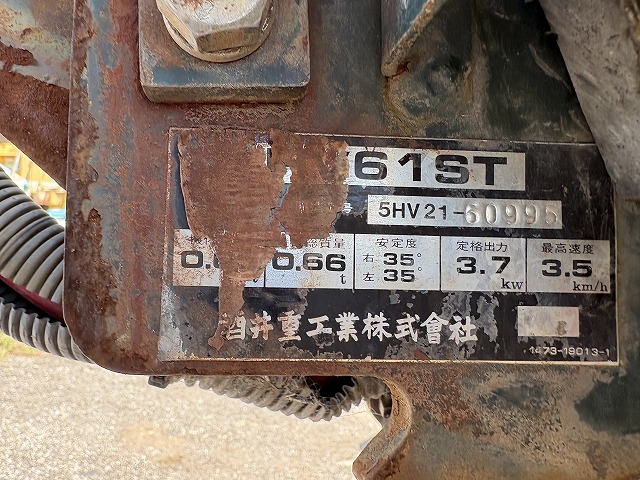 61ST
5HV21-60995
総質量 安定度 定格出力 最高速度
0. 0.66 t 右 35° 左 35° 3.7 kw 3.5 km/h
酒井重工業株式會社
1473-19013-1